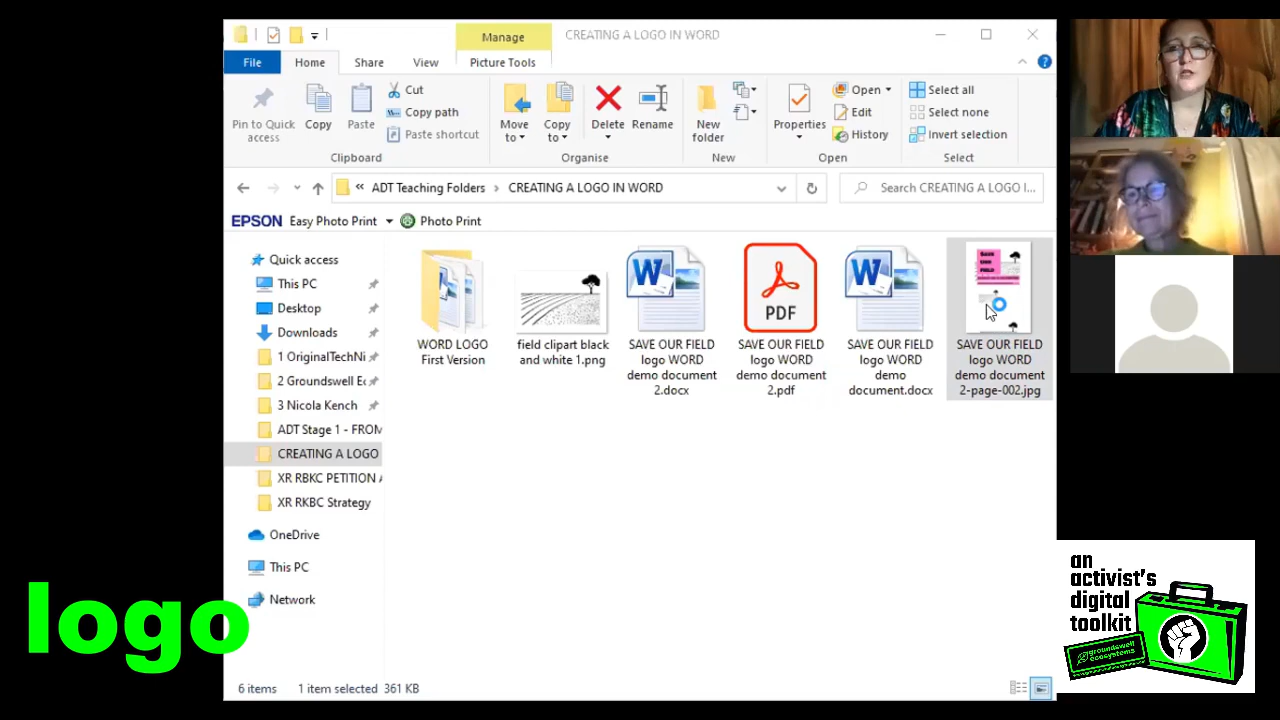 Manage
CREATING A LOGO IN WORD
File
Home
Share
View
Picture Tools
Pin to Quick access
Copy
Paste
Cut
Copy path
Paste shortcut
Clipboard
Move to
Copy to
Delete
Rename
Organise
New folder
New
Properties
Open
Edit
History
Open
Select all
Select none
Invert selection
Select
« ADT Teaching Folders > CREATING A LOGO IN WORD
Search CREATING A LOGO I...
EPSON Easy Photo Print
Photo Print
Quick access
This PC
Desktop
Downloads
1 OriginalTechNi
2 Groundswell Ec
3 Nicola Kench
ADT Stage 1 - FROM
CREATING A LOGO
XR RBKC PETITION A
XR RKBC Strategy
OneDrive
This PC
Network
WORD LOGO
First Version
field clipart black
and white 1.png
SAVE OUR FIELD
logo WORD
demo document
2.docx
PDF
SAVE OUR FIELD
logo WORD
demo document
2.pdf
SAVE OUR FIELD
logo WORD
demo
document.docx
SAVE
OUR
FIELD
SAVE OUR FIELD
logo WORD
demo document
2-page-002.jpg
6 items
1 item selected 361 KB
logo
an
activist's
digital
toolkit
groundswell
ecosystems